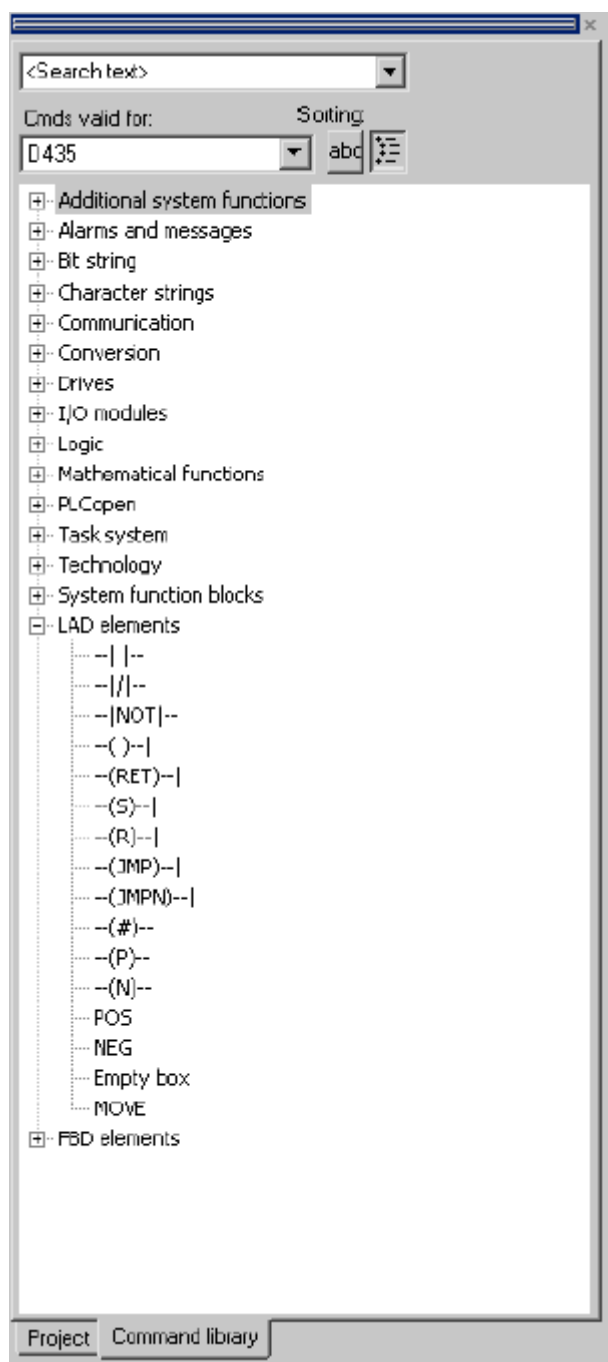 <Search text>
Cmds valid for: Sorting:
D435 abc
Additional system functions
Alarms and messages
Bit string
Character strings
Communication
Conversion
Drives
I/O modules
Logic
Mathematical functions
PLCopen
Task system
Technology
System function blocks
LAD elements
--| |--
--|/|--
--|NOT|--
--( )--|
--(RET)--|
--(S)--|
--(R)--|
--(JMP)--|
--(JMPN)--|
--(#)--
--(P)--
--(N)--
POS
NEG
Empty box
MOVE
FBD elements
Project Command library